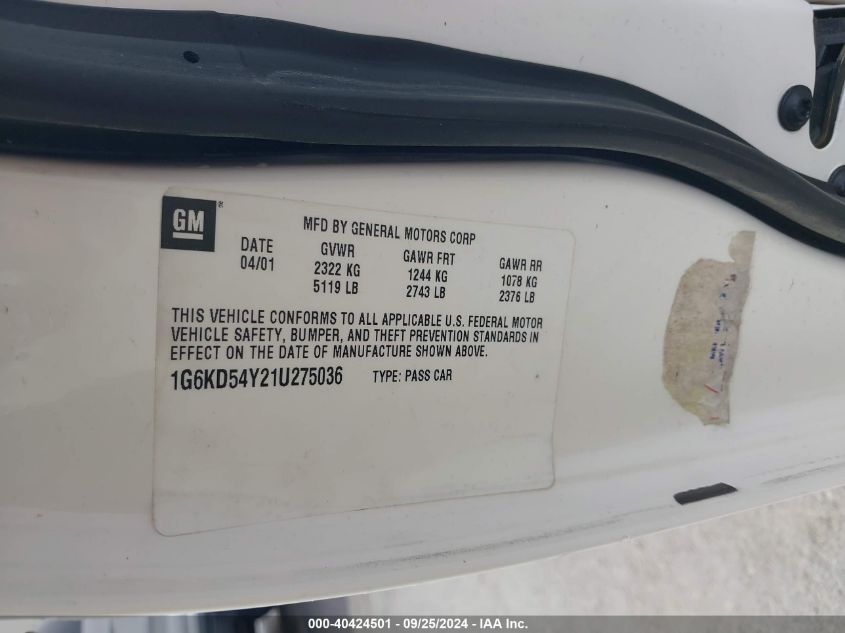 GM
MFD BY GENERAL MOTORS CORP
DATE GVWR GAWR FRT GAWR RR
04/01 2322 KG 1244 KG 1078 KG
5119 LB 2743 LB 2376 LB
THIS VEHICLE CONFORMS TO ALL APPLICABLE U.S. FEDERAL MOTOR
VEHICLE SAFETY, BUMPER, AND THEFT PREVENTION STANDARDS IN
EFFECT ON THE DATE OF MANUFACTURE SHOWN ABOVE.
1G6KD54Y21U275036 TYPE: PASS CAR
000-40424501 - 09/25/2024 - IAA Inc.